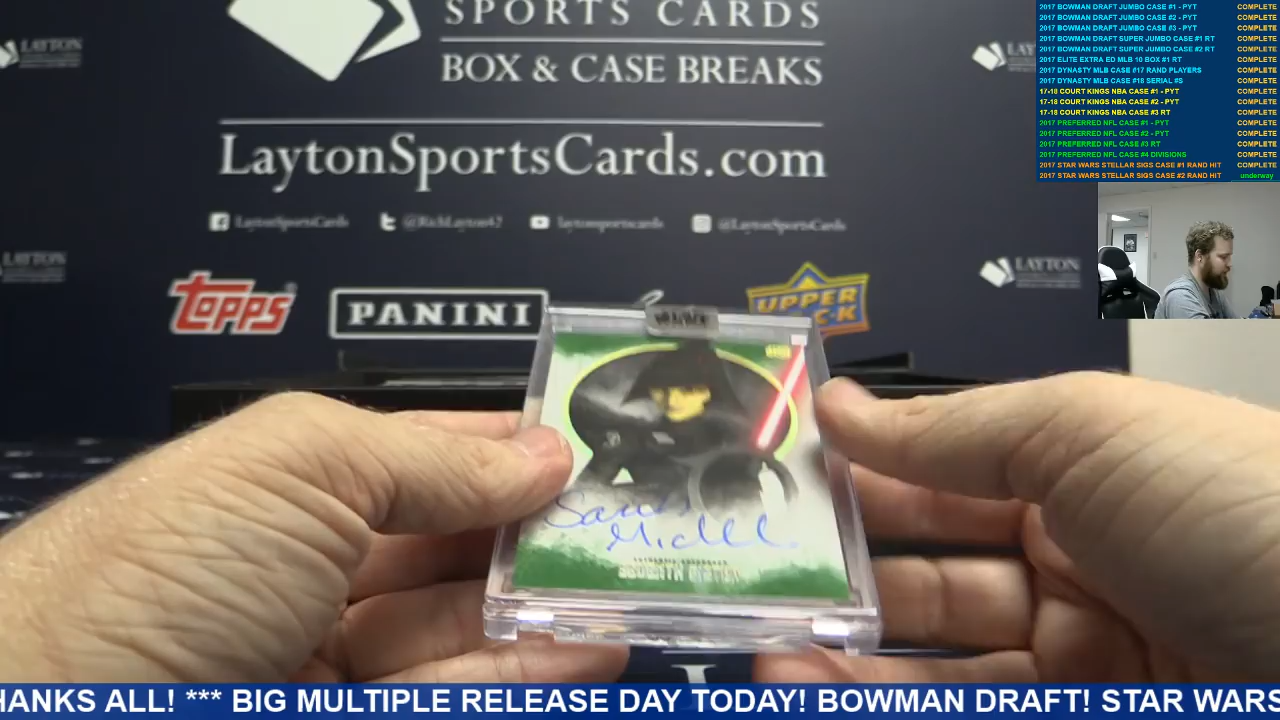 SPORTS CARDS
BOX & CASE BREAKS
LaytonSportsCards.com
LaytonSportsCards
@RichLayton47
laytonsportscards
@LaytonSportsCards
LAYTON
LAYTON
TOPPS
PANINI
UPPER
2017 BOWMAN DRAFT JUMBO CASE #1 - PYT COMPLETE
2017 BOWMAN DRAFT JUMBO CASE #2 - PYT COMPLETE
2017 BOWMAN DRAFT JUMBO CASE #3 - PYT COMPLETE
2017 BOWMAN DRAFT SUPER JUMBO CASE #1 RT COMPLETE
2017 BOWMAN DRAFT SUPER JUMBO CASE #2 RT COMPLETE
2017 ELITE EXTRA ED MLB 10 BOX #1 RT COMPLETE
2017 DYNASTY MLB CASE #17 RAND PLAYERS COMPLETE
2017 DYNASTY MLB CASE #18 SERIAL #S COMPLETE
17-18 COURT KINGS NBA CASE #1 - PYT COMPLETE
17-18 COURT KINGS NBA CASE #2 - PYT COMPLETE
17-18 COURT KINGS NBA CASE #3 RT COMPLETE
2017 PREFERRED NFL CASE #1 - PYT COMPLETE
2017 PREFERRED NFL CASE #2 - PYT COMPLETE
2017 PREFERRED NFL CASE #3 RT COMPLETE
2017 PREFERRED NFL CASE #4 DIVISIONS COMPLETE
2017 STAR WARS STELLAR SIGS CASE #1 RAND HIT COMPLETE
2017 STAR WARS STELLAR SIGS CASE #2 RAND HIT underway
LAYTON
HANKS ALL! *** BIG MULTIPLE RELEASE DAY TODAY! BOWMAN DRAFT! STAR WARS